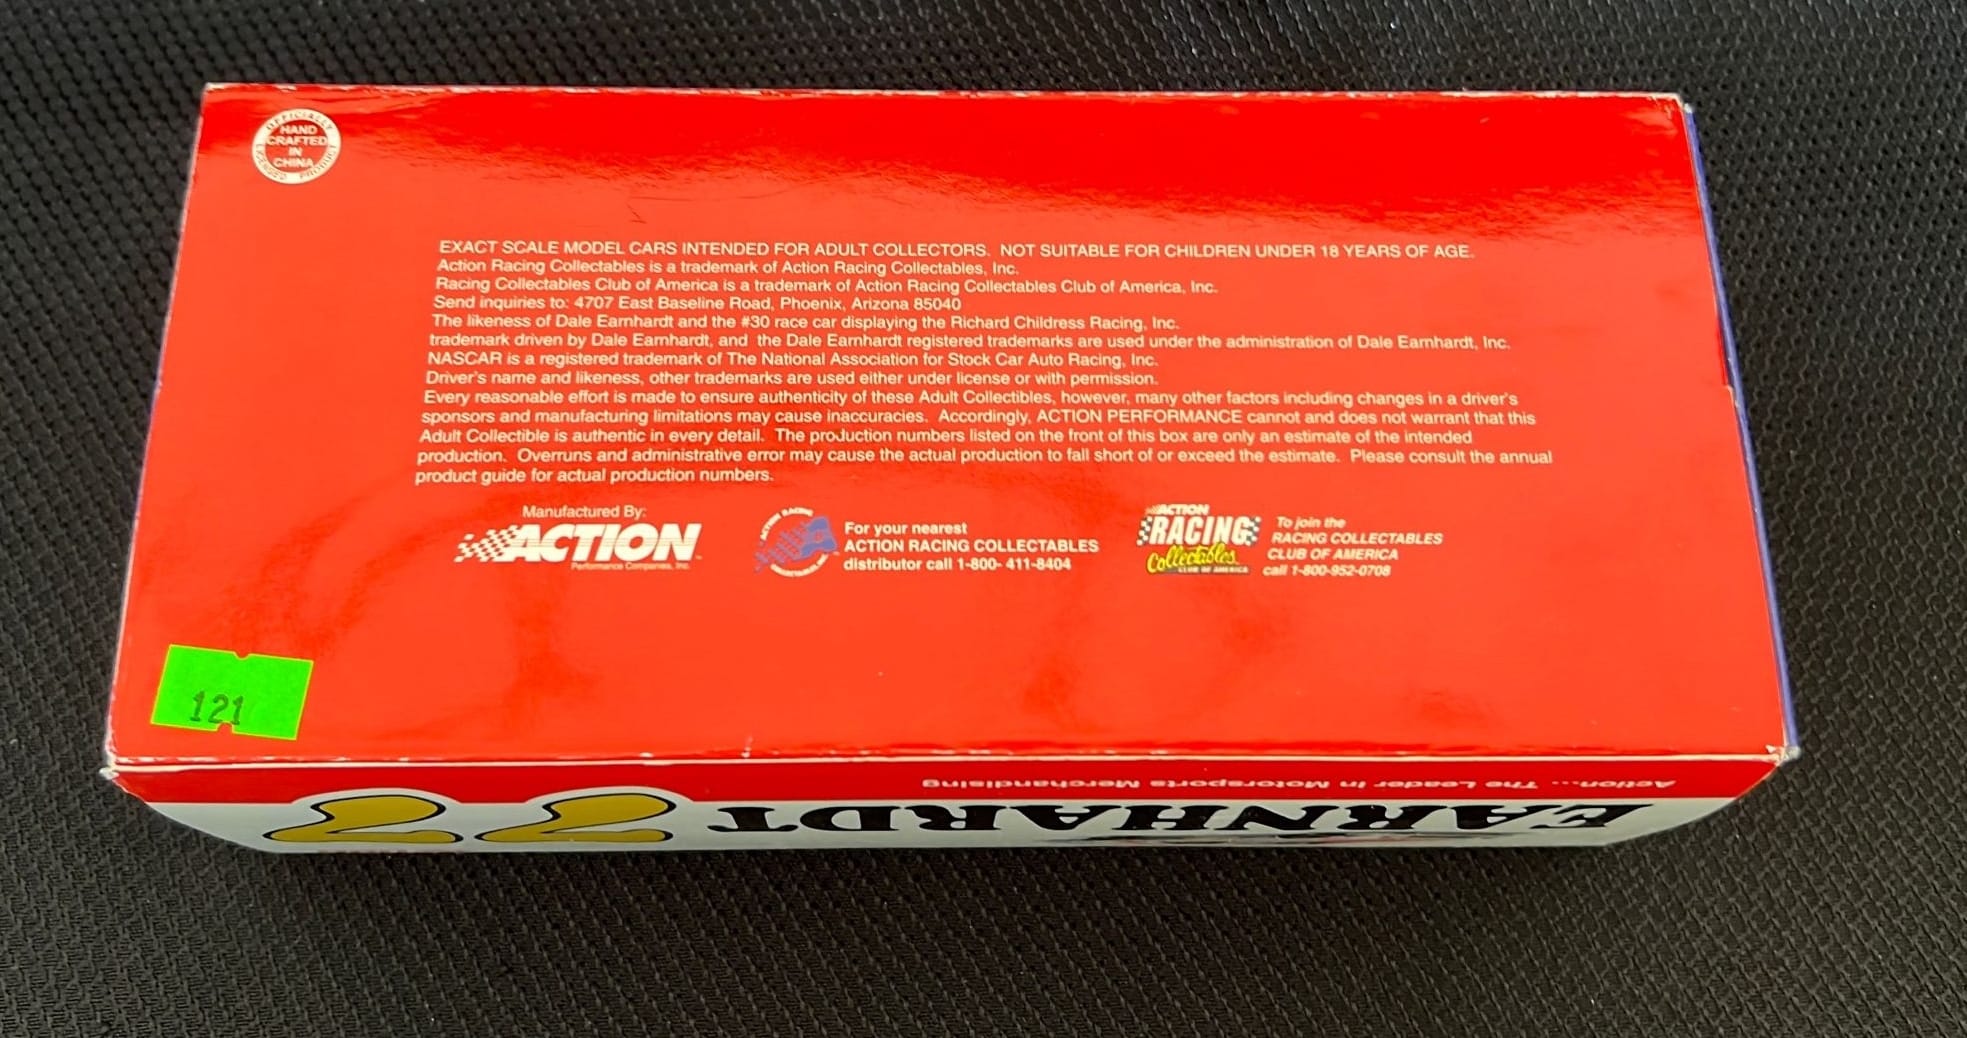 OFFICIALLY
HAND
CRAFTED
IN
CHINA
LICENSED PRODUCT
EXACT SCALE MODEL CARS INTENDED FOR ADULT COLLECTORS. NOT SUITABLE FOR CHILDREN UNDER 18 YEARS OF AGE.
Action Racing Collectables is a trademark of Action Racing Collectables, Inc.
Racing Collectables Club of America is a trademark of Action Racing Collectables Club of America, Inc.
Send inquiries to: 4707 East Baseline Road, Phoenix, Arizona 85040
The likeness of Dale Earnhardt and the #30 race car displaying the Richard Childress Racing, Inc.
trademark driven by Dale Earnhardt, and the Dale Earnhardt registered trademarks are used under the administration of Dale Earnhardt, Inc.
NASCAR is a registered trademark of The National Association for Stock Car Auto Racing, Inc.
Driver's name and likeness, other trademarks are used either under license or with permission.
Every reasonable effort is made to ensure authenticity of these Adult Collectibles, however, many other factors including changes in a driver's
sponsors and manufacturing limitations may cause inaccuracies. Accordingly, ACTION PERFORMANCE cannot and does not warrant that this
Adult Collectible is authentic in every detail. The production numbers listed on the front of this box are only an estimate of the intended
production. Overruns and administrative error may cause the actual production to fall short of or exceed the estimate. Please consult the annual
product guide for actual production numbers.
Manufactured By:
ACTION
Performance Companies, Inc.
ACTION RACING
COLLECTABLES, INC.
For your nearest
ACTION RACING COLLECTABLES
distributor call 1-800- 411-8404
ACTION
RACING
Collectables
CLUB OF AMERICA
To join the
RACING COLLECTABLES
CLUB OF AMERICA
call 1-800-952-0708
121
Action... The Leader in Motorsports Merchandising
EARNHARDT